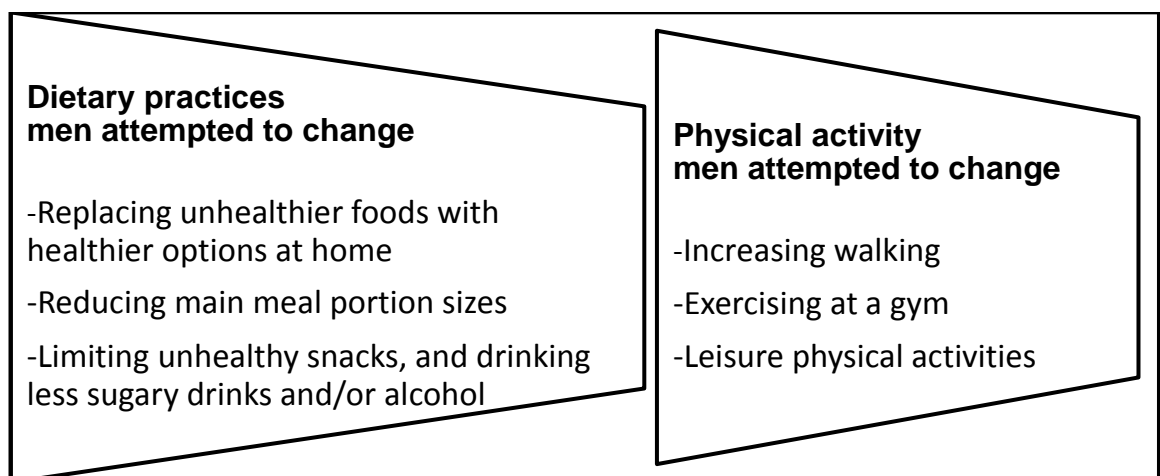 Dietary practices
men attempted to change
-Replacing unhealthier foods with
healthier options at home
-Reducing main meal portion sizes
-Limiting unhealthy snacks, and drinking
less sugary drinks and/or alcohol
Physical activity
men attempted to change
-Increasing walking
-Exercising at a gym
-Leisure physical activities